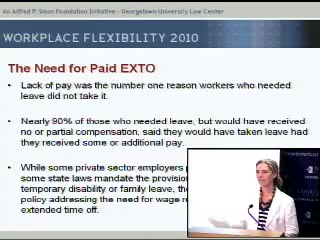 An Alfred P. Sloan Foundation Initiative - Georgetown University Law Center
WORKPLACE FLEXIBILITY 2010
The Need for Paid EXTO
• Lack of pay was the number one reason workers who needed
leave did not take it.
• Nearly 90% of those who needed leave, but would have received
no or partial compensation, said they would have taken leave had
they received some or additional pay.
• While some private sector employers
some state laws mandate the provision
temporary disability or family leave, the
policy addressing the need for wage
extended time off.